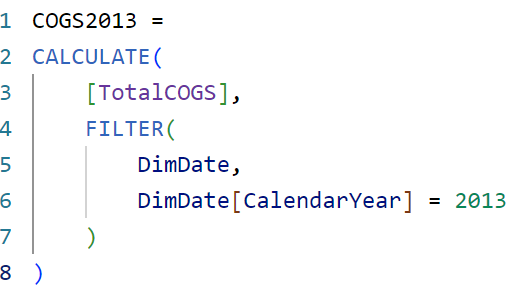 1 COGS2013 =
2 CALCULATE(
3 [TotalCOGS],
4 FILTER(
5 DimDate,
6 DimDate[CalendarYear] = 2013
7 )
8 )